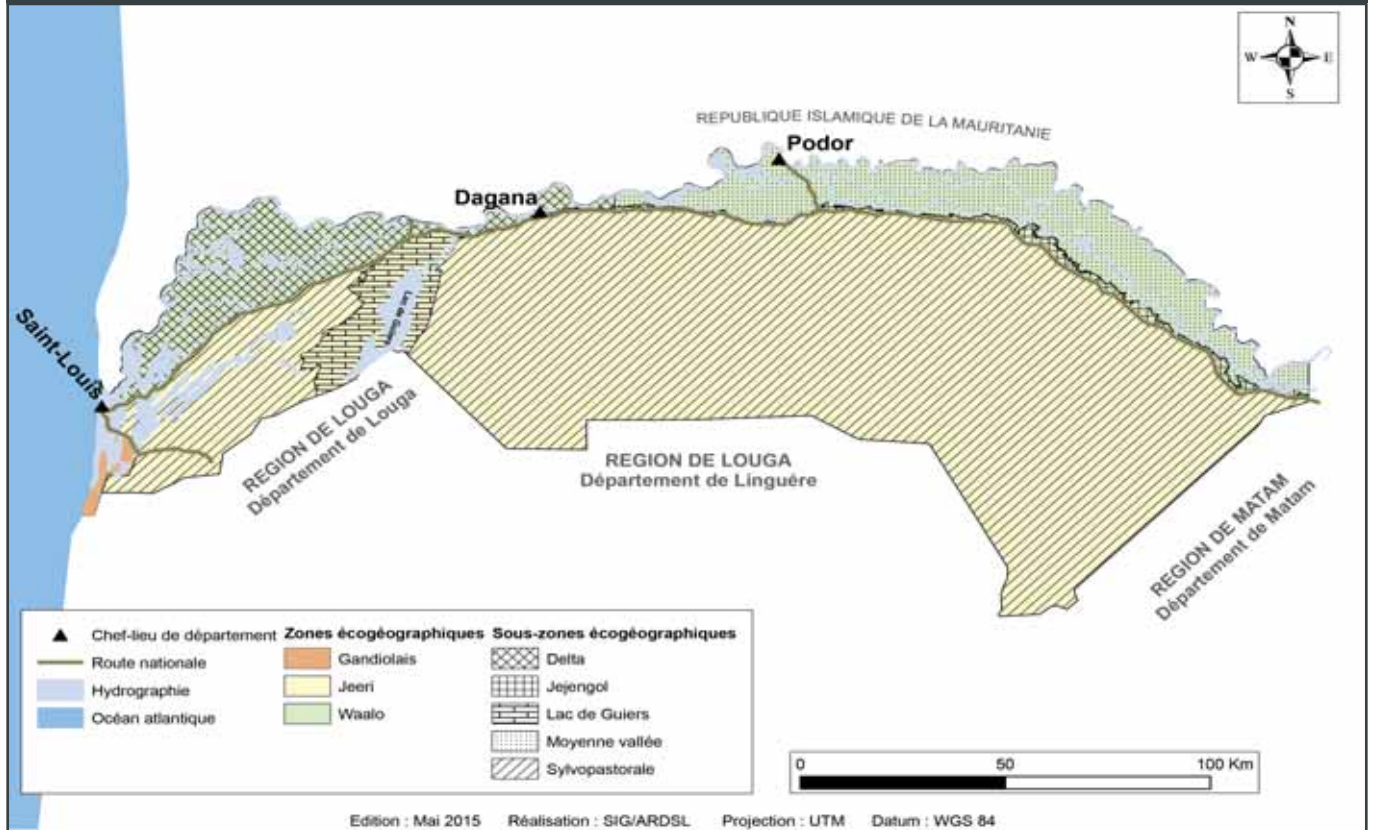 N
W E
S
REPUBLIQUE ISLAMIQUE DE LA MAURITANIE
Podor
Dagana
Lac de Guiers
Saint-Louis
REGION DE LOUGA
Département de Louga
REGION DE LOUGA
Département de Linguère
REGION DE MATAM
Département de Matam
Chef-lieu de département
Route nationale
Hydrographie
Océan atlantique
Zones écogéographiques
Gandiolais
Jeeri
Waalo
Sous-zones écogéographiques
Delta
Jejengol
Lac de Guiers
Moyenne vallée
Sylvopastorale
0 50 100 Km
Edition : Mai 2015 Réalisation : SIG/ARDSL Projection : UTM Datum : WGS 84